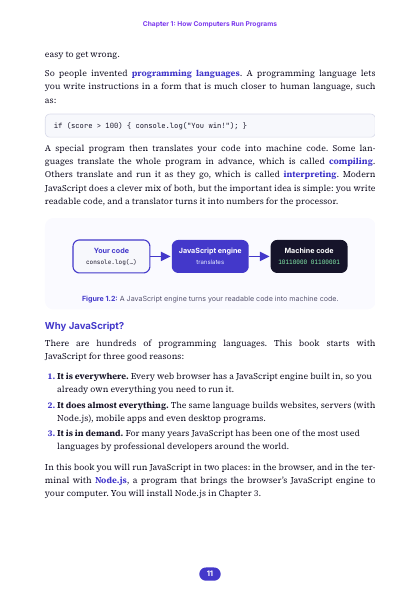 Chapter 1: How Computers Run Programs
easy to get wrong.
So people invented programming languages. A programming language lets
you write instructions in a form that is much closer to human language, such
as:
if (score > 100) { console.log("You win!"); }
A special program then translates your code into machine code. Some lan-
guages translate the whole program in advance, which is called compiling.
Others translate and run it as they go, which is called interpreting. Modern
JavaScript does a clever mix of both, but the important idea is simple: you write
readable code, and a translator turns it into numbers for the processor.
Your code
console.log(…)
JavaScript engine
translates
Machine code
10110000 01100001
Figure 1.2: A JavaScript engine turns your readable code into machine code.
Why JavaScript?
There are hundreds of programming languages. This book starts with
JavaScript for three good reasons:
1. It is everywhere. Every web browser has a JavaScript engine built in, so you
already own everything you need to run it.
2. It does almost everything. The same language builds websites, servers (with
Node.js), mobile apps and even desktop programs.
3. It is in demand. For many years JavaScript has been one of the most used
languages by professional developers around the world.
In this book you will run JavaScript in two places: in the browser, and in the ter-
minal with Node.js, a program that brings the browser's JavaScript engine to
your computer. You will install Node.js in Chapter 3.
11